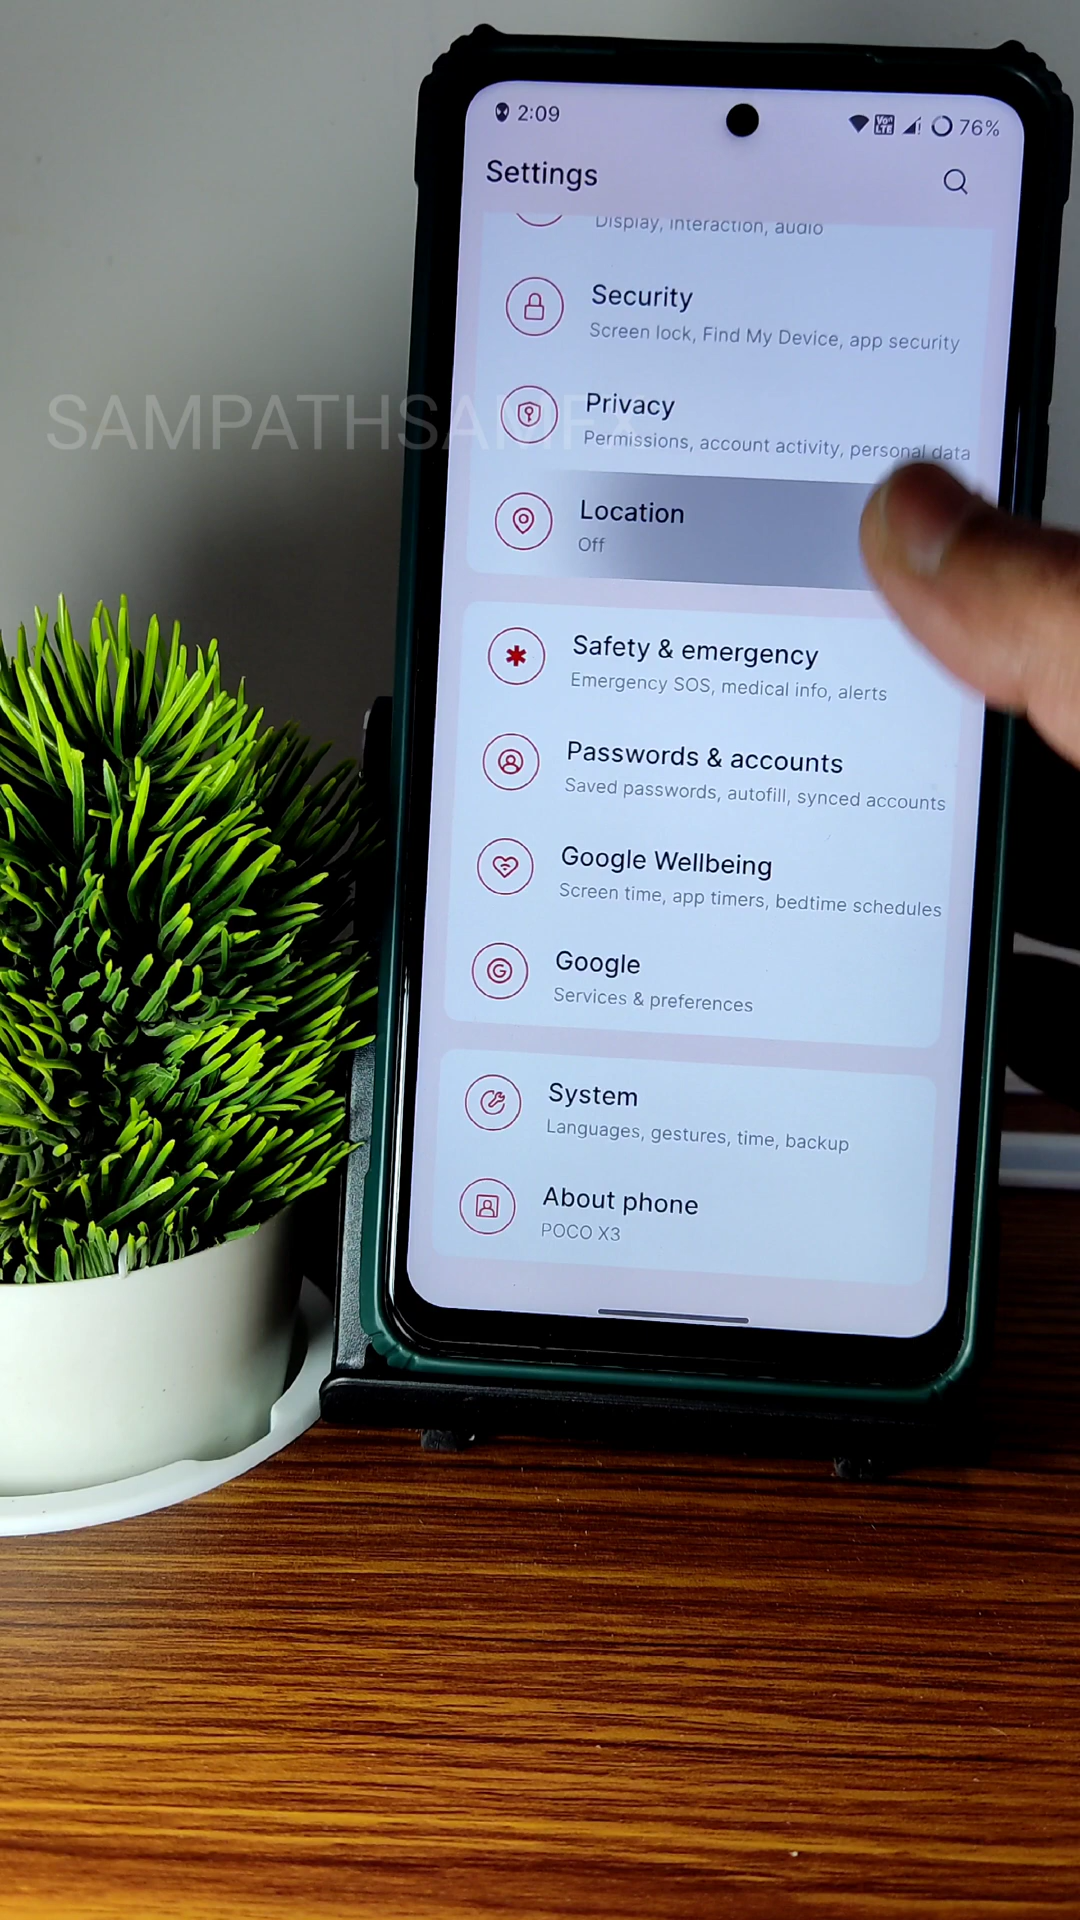 2:09
Vo
LTE
76%
Settings
Display, interaction, audio
Security
Screen lock, Find My Device, app security
Privacy
Permissions, account activity, personal data
SAMPATHSAMFX
Location
Off
Safety & emergency
Emergency SOS, medical info, alerts
Passwords & accounts
Saved passwords, autofill, synced accounts
Google Wellbeing
Screen time, app timers, bedtime schedules
Google
Services & preferences
System
Languages, gestures, time, backup
About phone
POCO X3